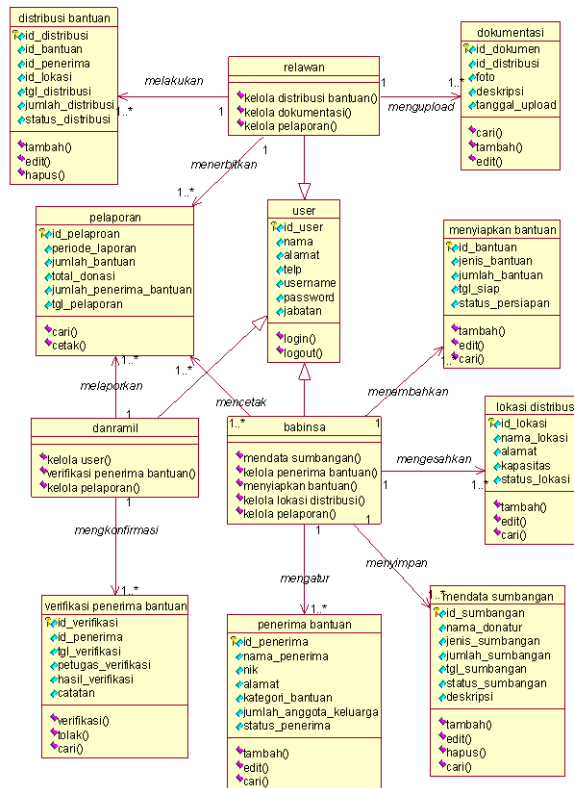 distribusi bantuan
id_distribusi
id_bantuan
id_penerima
id_lokasi
tgl_distribusi
jumlah_distribusi
status_distribusi
tambah()
edit()
hapus()
melakukan
1
1..*
relawan
kelola distribusi bantuan()
kelola dokumentasi()
kelola pelaporan()
1
1..*
mengupload
dokumentasi
id_dokumen
id_distribusi
foto
deskripsi
tanggal_upload
cari()
tambah()
edit()
menerbitkan
1
1..*
pelaporan
id_pelaproan
periode_laporan
jumlah_bantuan
total_donasi
jumlah_penerima_bantuan
tgl_pelaporan
cari()
cetak()
user
id_user
nama
alamat
telp
username
password
jabatan
login()
logout()
menyiapkan bantuan
id_bantuan
jenis_bantuan
jumlah_bantuan
tgl_siap
status_persiapan
tambah()
edit()
cari()
1..*
1..*
melaporkan
1
1..*
mencetak
1..*
menambahkan
1
danramil
kelola user()
verifikasi penerima bantuan()
kelola pelaporan()
1
babinsa
mendata sumbangan()
kelola penerima bantuan()
menyiapkan bantuan()
kelola lokasi distribusi()
kelola pelaporan()
1
1
mengesahkan
1
1..*
lokasi distribus
id_lokasi
nama_lokasi
alamat
kapasitas
status_lokasi
tambah()
edit()
cari()
mengkonfirmasi
1..*
mengatur
1..*
menyimpan
1..*
verifikasi penerima bantuan
id_verifikasi
id_penerima
tgl_verifikasi
petugas_verifikasi
hasil_verifikasi
catatan
verifikasi()
tolak()
cari()
penerima bantuan
id_penerima
nama_penerima
nik
alamat
kategori_bantuan
jumlah_anggota_keluarga
status_penerima
tambah()
edit()
cari()
mendata sumbangan
id_sumbangan
nama_donatur
jenis_sumbangan
jumlah_sumbangan
tgl_sumbangan
status_sumbangan
deskripsi
tambah()
edit()
hapus()
cari()